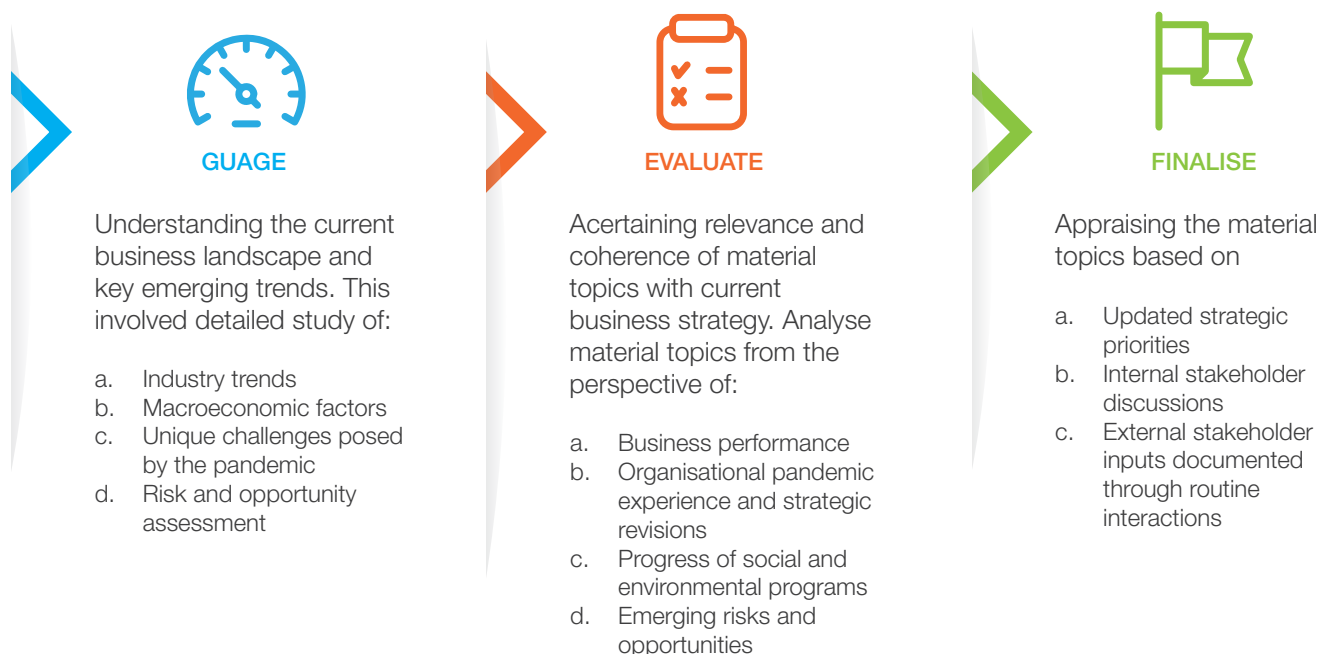 GUAGE
Understanding the current
business landscape and
key emerging trends. This
involved detailed study of:
a. Industry trends
b. Macroeconomic factors
c. Unique challenges posed
by the pandemic
d. Risk and opportunity
assessment
EVALUATE
Acertaining relevance and
coherence of material
topics with current
business strategy. Analyse
material topics from the
perspective of:
a. Business performance
b. Organisational pandemic
experience and strategic
revisions
c. Progress of social and
environmental programs
d. Emerging risks and
opportunities
FINALISE
Appraising the material
topics based on
a. Updated strategic
priorities
b. Internal stakeholder
discussions
c. External stakeholder
inputs documented
through routine
interactions